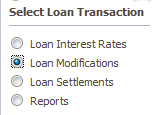 Select Loan Transaction
Loan Interest Rates
Loan Modifications
Loan Settlements
Reports